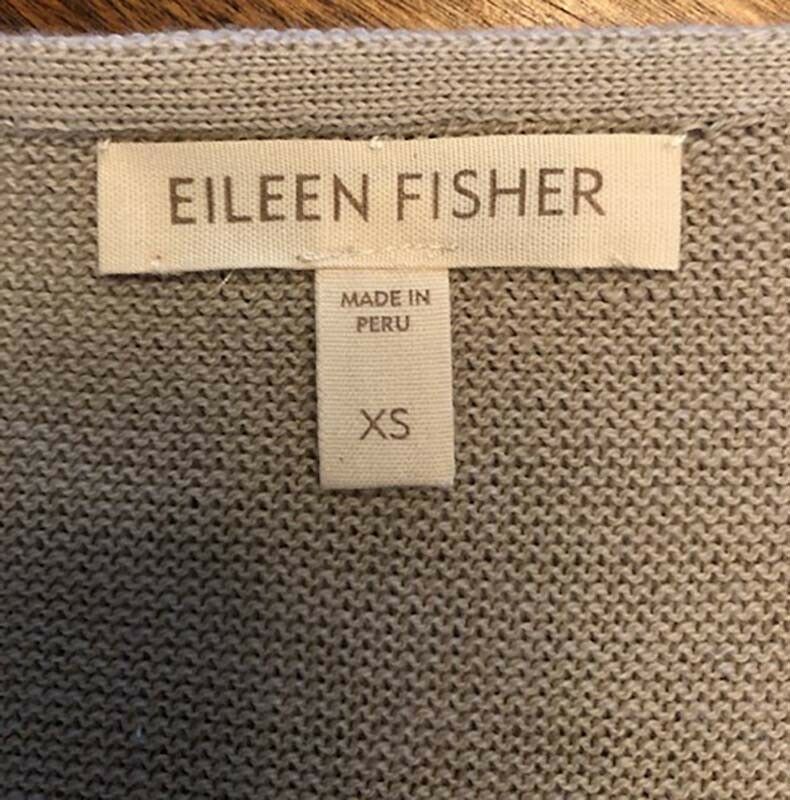 EILEEN FISHER
MADE IN
PERU
XS